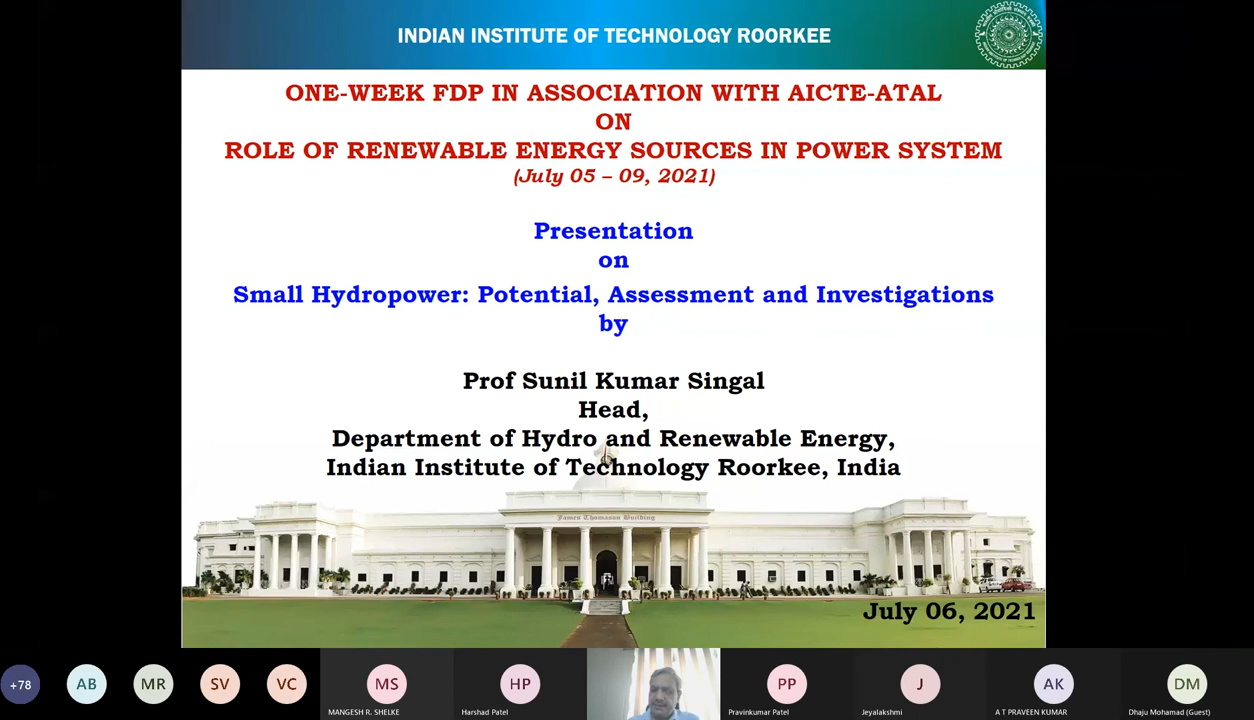 INDIAN INSTITUTE OF TECHNOLOGY ROORKEE
ONE-WEEK FDP IN ASSOCIATION WITH AICTE-ATAL
ON
ROLE OF RENEWABLE ENERGY SOURCES IN POWER SYSTEM
(July 05 – 09, 2021)
Presentation
on
Small Hydropower: Potential, Assessment and Investigations
by
Prof Sunil Kumar Singal
Head,
Department of Hydro and Renewable Energy,
Indian Institute of Technology Roorkee, India
James Thomason Building
July 06, 2021
+78
AB
MR
SV
VC
MS
HP
PP
J
AK
DM
MANGESH R. SHELKE
Harshad Patel
Pravinkumar Patel
Jeyalakshmi
A T PRAVEEN KUMAR
Dhaju Mohamad (Guest)